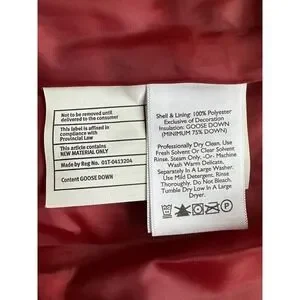 Not to be removed until
delivered to the consumer
This label is affixed in
compliance with
Provincial Law
This article contains
NEW MATERIAL ONLY
Made by Reg No. 01T-0413204
Content GOOSE DOWN
Shell & Lining: 100% Polyester
Exclusive of Decoration
Insulation: GOOSE DOWN
(MINIMUM 75% DOWN)
Professionally Dry Clean. Use
Fresh Solvent Or Clear Solvent
Rinse. Steam Only, -Or- Machine
Wash Warm Delicate,
Separately In A Large Washer.
Use Mild Detergent, Rinse
Thoroughly. Do Not Bleach.
Tumble Dry Low In A Large
Dryer.